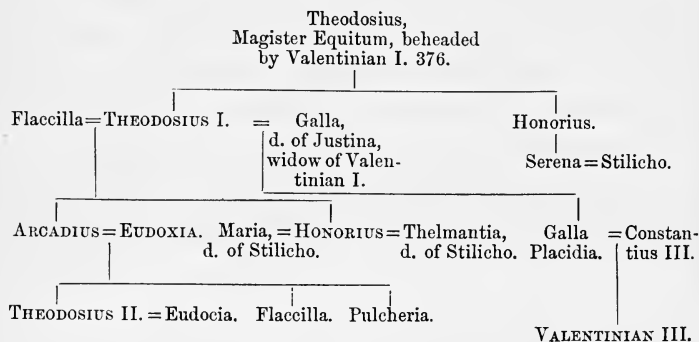 Theodosius,
Magister Equitum, beheaded
by Valentinian I. 376.
Flaccilla = THEODOSIUS I. = Galla, Honorius.
d. of Justina,
widow of Valen-
tinian I.
Serena = Stilicho.
ARCADIUS = EUDOXIA. Maria, = HONORIUS = Thelmantia, Galla = Constan-
d. of Stilicho. d. of Stilicho. Placidia. tius III.
THEODOSIUS II. = Eudocia. Flaccilla. Pulcheria.
VALENTINIAN III.